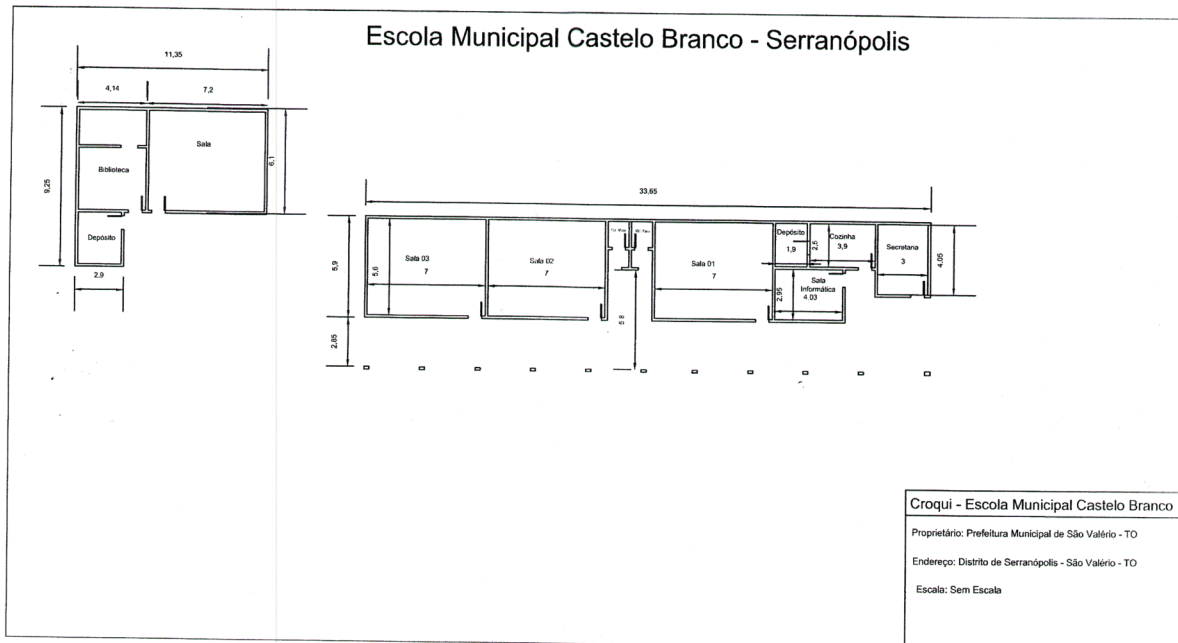 Escola Municipal Castelo Branco - Serranópolis
11,35
4,14
7,2
Sala
6,1
Biblioteca
9,25
Depósito
2,9
33,65
5,9
5,6
Sala 03
7
Sala 02
7
Sala 01
7
Depósito
1,9
2,5
Cozinha
3,9
Secretaria
3
4,05
2,95
Sala
Informática
4.03
5.8
2,85
Croqui - Escola Municipal Castelo Branco
Proprietário: Prefeitura Municipal de São Valério - TO
Endereço: Distrito de Serranópolis - São Valério - TO
Escala: Sem Escala